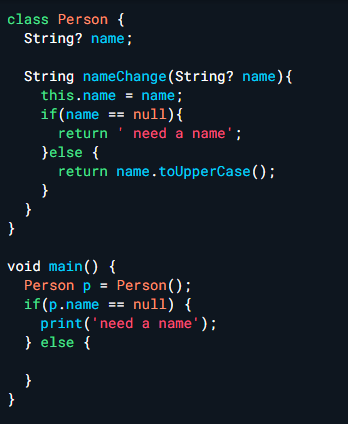 class Person {
  String? name;

  String nameChange(String? name){
    this.name = name;
    if(name == null){
      return ' need a name';
    }else {
      return name.toUpperCase();
    }
  }
}

void main() {
  Person p = Person();
  if(p.name == null) {
    print('need a name');
  } else {

  }
}